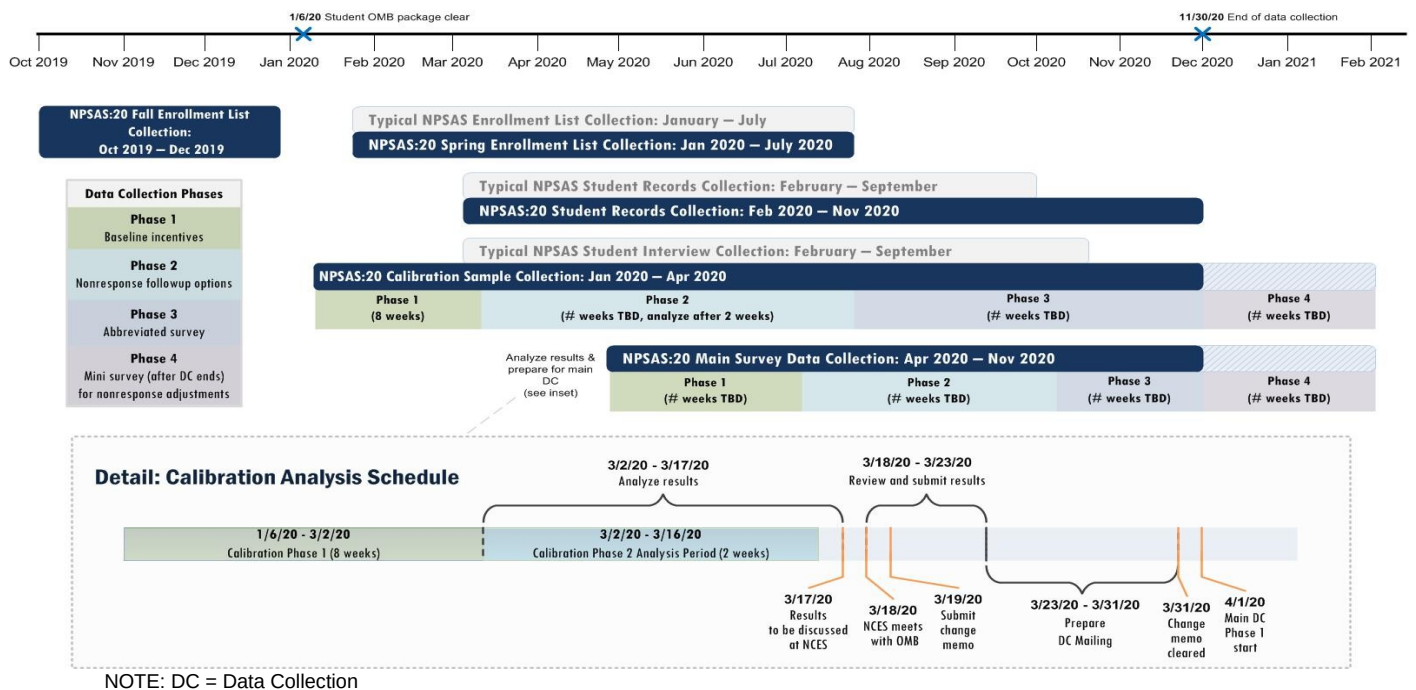 1/6/20 Student OMB package clear
11/30/20 End of data collection
Oct 2019
Nov 2019
Dec 2019
Jan 2020
Feb 2020
Mar 2020
Apr 2020
May 2020
Jun 2020
Jul 2020
Aug 2020
Sep 2020
Oct 2020
Nov 2020
Dec 2020
Jan 2021
Feb 2021
NPSAS:20 Fall Enrollment List
Collection:
Oct 2019 – Dec 2019
Typical NPSAS Enrollment List Collection: January – July
NPSAS:20 Spring Enrollment List Collection: Jan 2020 – July 2020
Typical NPSAS Student Records Collection: February – September
NPSAS:20 Student Records Collection: Feb 2020 – Nov 2020
Typical NPSAS Student Interview Collection: February – September
NPSAS:20 Calibration Sample Collection: Jan 2020 – Apr 2020
Phase 1
(8 weeks)
Phase 2
(# weeks TBD, analyze after 2 weeks)
Phase 3
(# weeks TBD)
Phase 4
(# weeks TBD)
Data Collection Phases
Phase 1
Baseline incentives
Phase 2
Nonresponse followup options
Phase 3
Abbreviated survey
Phase 4
Mini survey (after DC ends)
for nonresponse adjustments
Analyze results &
prepare for main
DC
(see inset)
NPSAS:20 Main Survey Data Collection: Apr 2020 – Nov 2020
Phase 1
(# weeks TBD)
Phase 2
(# weeks TBD)
Phase 3
(# weeks TBD)
Phase 4
(# weeks TBD)
Detail: Calibration Analysis Schedule
3/2/20 - 3/17/20
Analyze results
3/18/20 - 3/23/20
Review and submit results
1/6/20 - 3/2/20
Calibration Phase 1 (8 weeks)
3/2/20 - 3/16/20
Calibration Phase 2 Analysis Period (2 weeks)
3/17/20
Results
to be discussed
at NCES
3/18/20
NCES meets
with OMB
3/19/20
Submit
change
memo
3/23/20 - 3/31/20
Prepare
DC Mailing
3/31/20
Change
memo
cleared
4/1/20
Main DC
Phase 1
start
NOTE: DC = Data Collection